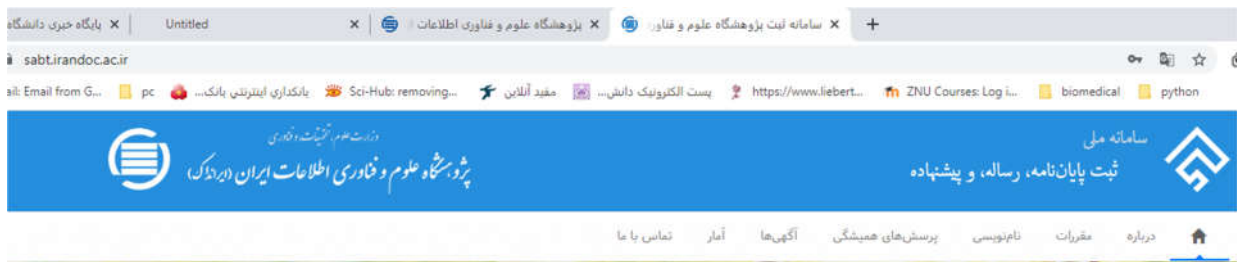 پایگاه خبری دانشگاه Untitled پژوهشگاه علوم و فناوری اطلاعات سامانه ثبت پژوهشگاه علوم و فناور
sabt.irandoc.ac.ir
ail: Email from G... pc بانکداری اینترنتی بانک... Sci-Hub: removing... مفید آنلاین پست الکترونیک دانش... https://www.liebert... ZNU Courses: Log i... biomedical python
سامانه ملی
ثبت پایان‌نامه، رساله، و پیشنهاده
وزارت علوم، تحقیقات و فناوری
پژوهشگاه علوم و فناوری اطلاعات ایران (ایرانداک)
درباره مقررات نام‌نویسی پرسش‌های همیشگی آگهی‌ها آمار تماس با ما